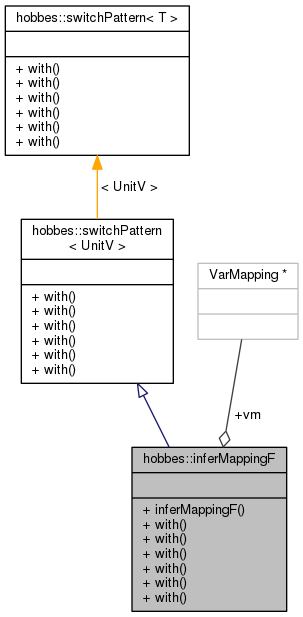 hobbes::switchPattern< T >
+ with()
+ with()
+ with()
+ with()
+ with()
+ with()
< UnitV >
hobbes::switchPattern
< UnitV >
+ with()
+ with()
+ with()
+ with()
+ with()
+ with()
VarMapping *
+vm
hobbes::inferMappingF
+ inferMappingF()
+ with()
+ with()
+ with()
+ with()
+ with()
+ with()